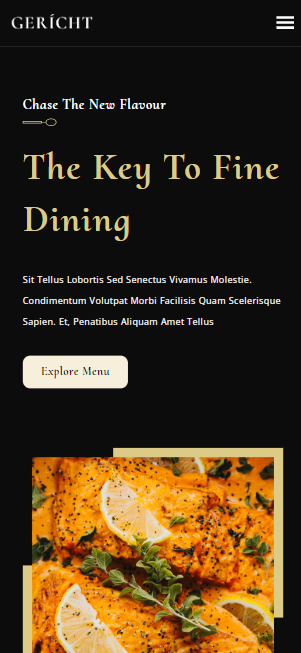 GERÍCHT
Chase The New Flavour
The Key To Fine
Dining
Sit Tellus Lobortis Sed Senectus Vivamus Molestie.
Condimentum Volutpat Morbi Facilisis Quam Scelerisque
Sapien. Et, Penatibus Aliquam Amet Tellus
Explore Menu